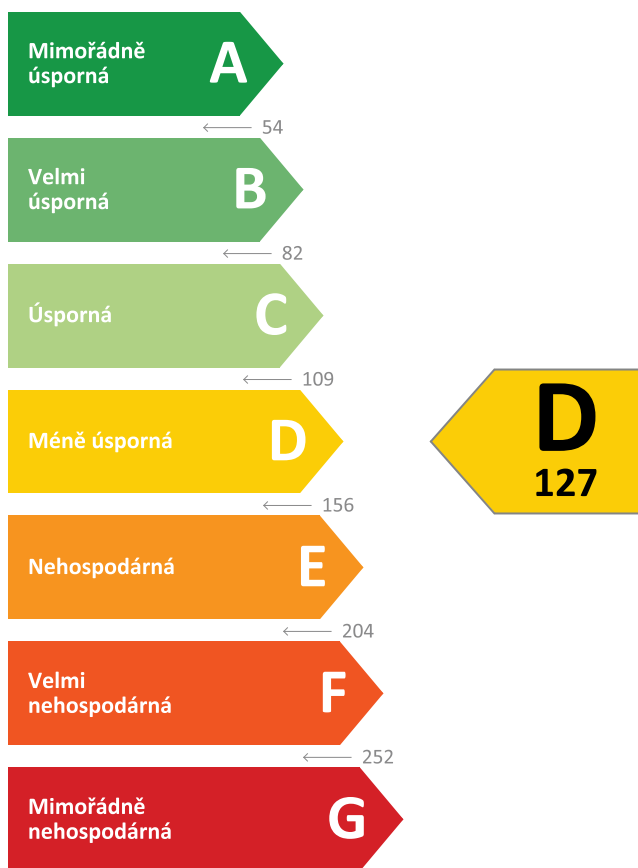 Mimořádně
úsporná
A
54
Velmi
úsporná
B
82
Úsporná
C
109
Méně úsporná
D
D
127
156
Nehospodárná
E
204
Velmi
nehospodárná
F
252
Mimořádně
nehospodárná
G